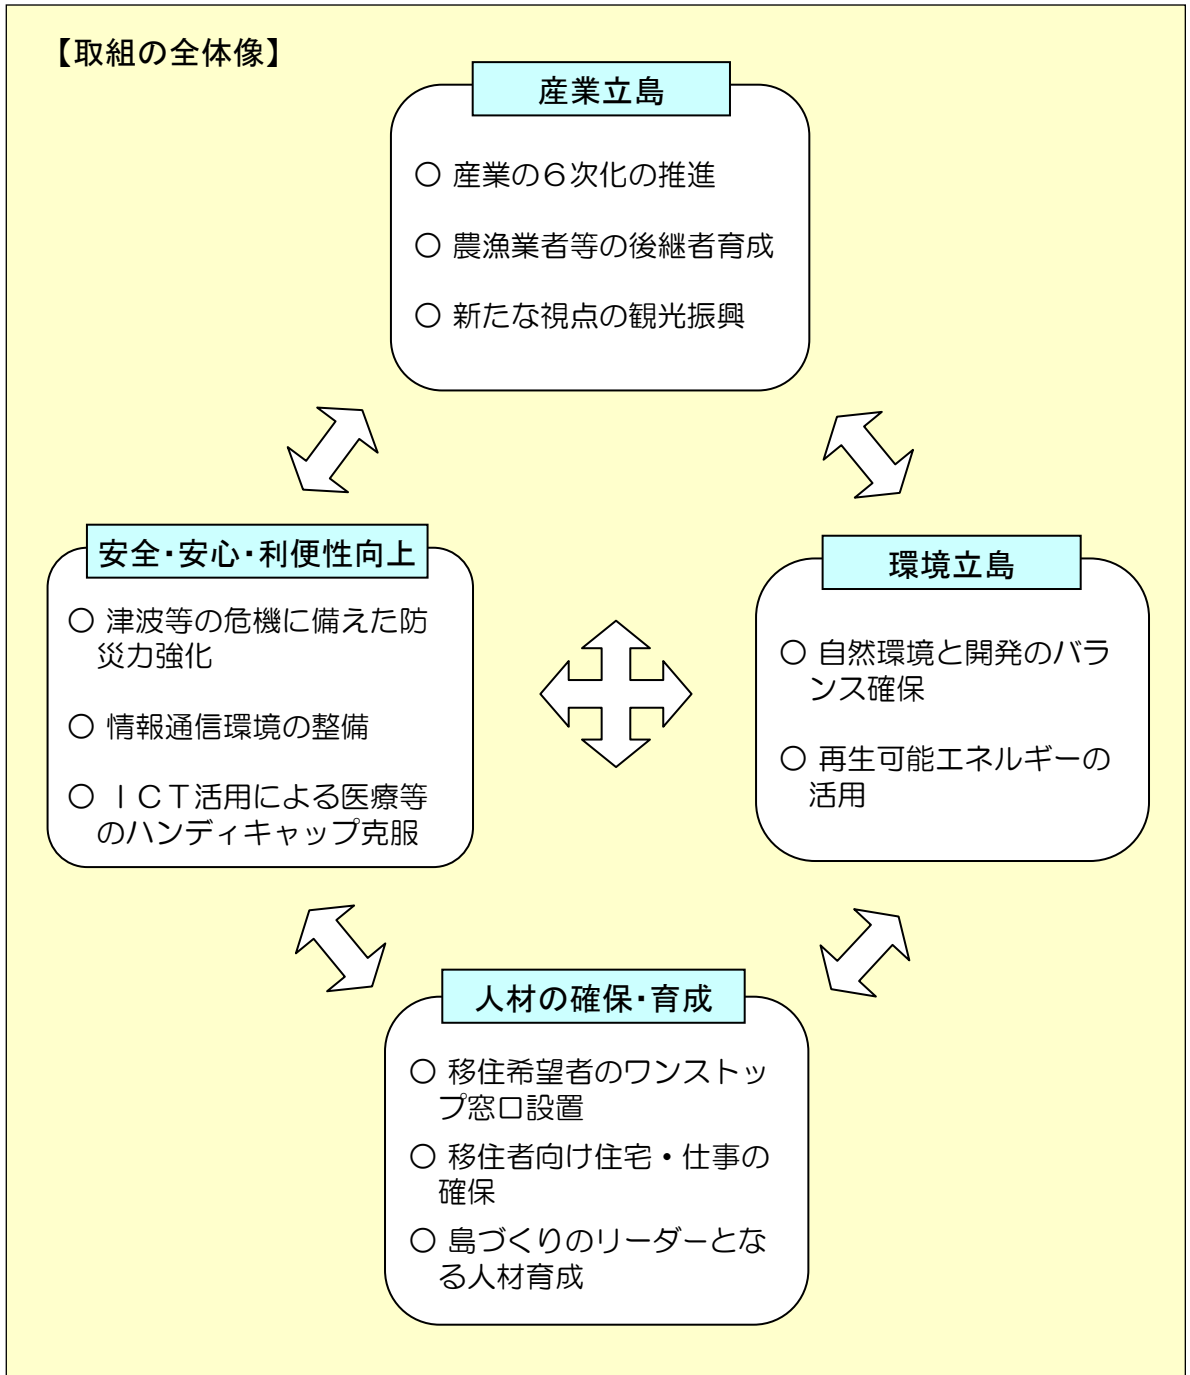 【取組の全体像】
産業立島
○ 産業の６次化の推進
○ 農漁業者等の後継者育成
○ 新たな視点の観光振興
安全・安心・利便性向上
○ 津波等の危機に備えた防
災力強化
○ 情報通信環境の整備
○ ＩＣＴ活用による医療等
のハンディキャップ克服
環境立島
○ 自然環境と開発のバラ
ンス確保
○ 再生可能エネルギーの
活用
人材の確保・育成
○ 移住希望者のワンストッ
プ窓口設置
○ 移住者向け住宅・仕事の
確保
○ 島づくりのリーダーとな
る人材育成